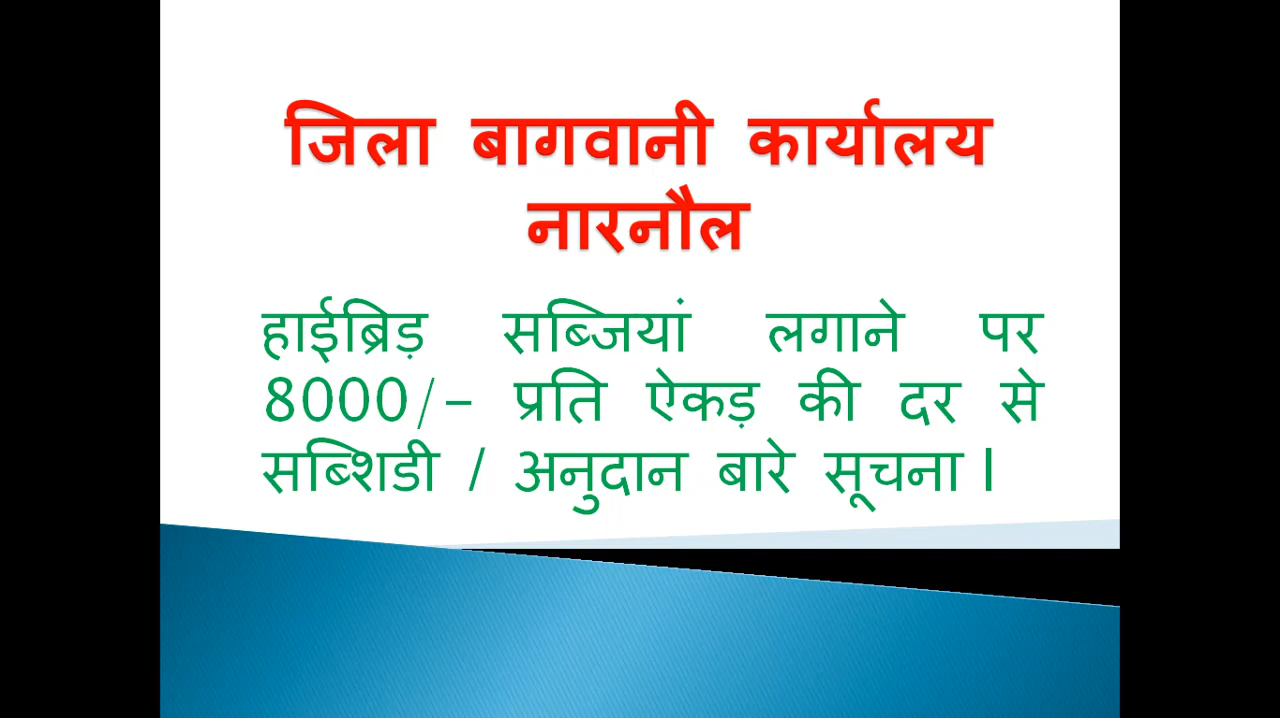 जिला बागवानी कार्यालय
नारनौल
हाईब्रिड़ सब्जियां लगाने पर
8000/- प्रति ऐकड़ की दर से
सब्शिडी / अनुदान बारे सूचना।